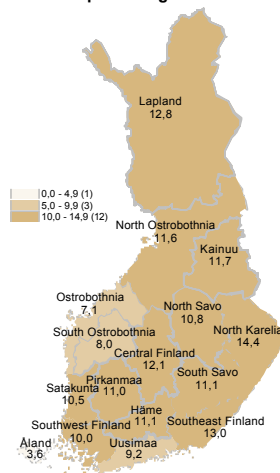 Lapland
12,8
0,0 - 4,9 (1)
5,0 - 9,9 (3)
10,0 - 14,9 (12)
North Ostrobothnia
11,6
Kainuu
11,7
Ostrobothnia
7,1
North Savo
10,8
South Ostrobothnia
8,0
North Karelia
14,4
Central Finland
12,1
South Savo
11,1
Pirkanmaa
11,0
Satakunta
10,5
Häme
11,1
Southwest Finland
10,0
Southeast Finland
13,0
Åland
3,6
Uusimaa
9,2